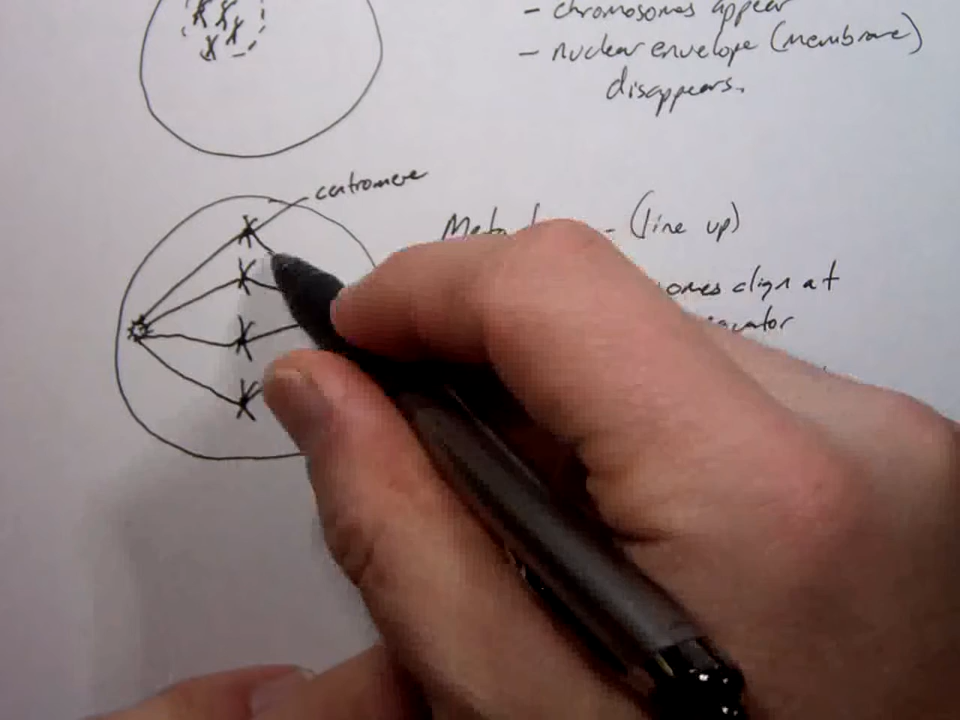 - chromosomes appear
- nuclear envelope (membrane)
disappears.
centromere
- (line up)
align at